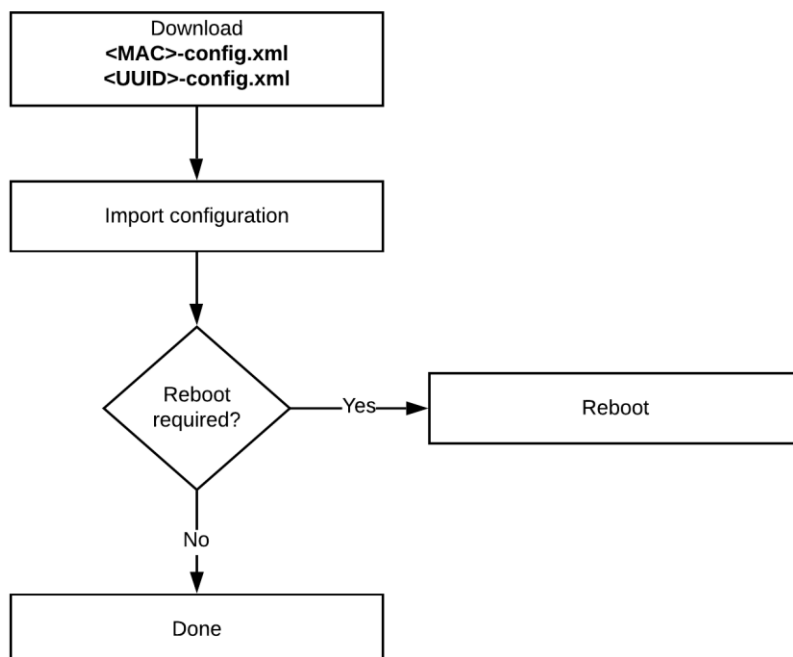 Download
<MAC>-config.xml
<UUID>-config.xml
Import configuration
Reboot
required?
Yes
Reboot
No
Done